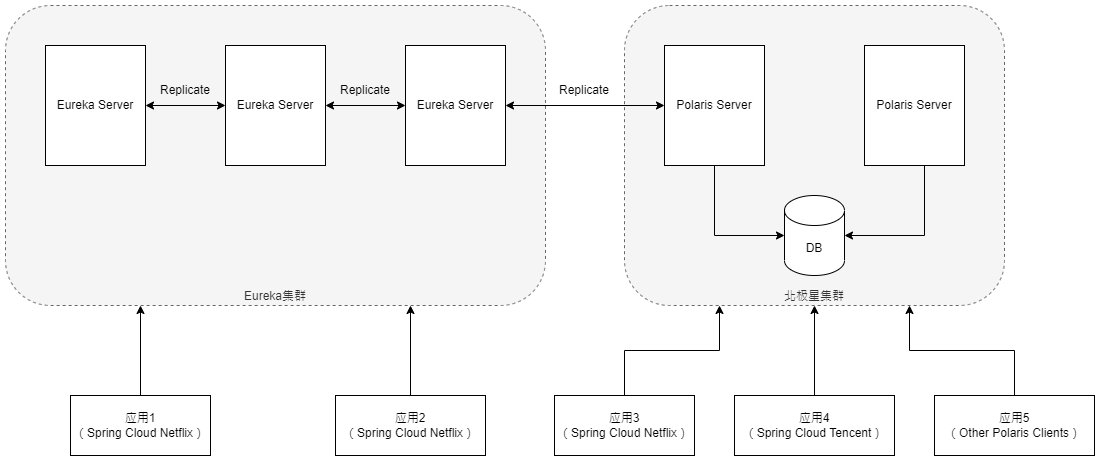 Replicate
Replicate
Replicate
Eureka Server
Eureka Server
Eureka Server
Polaris Server
Polaris Server
DB
Eureka集群
北极星集群
应用1
（Spring Cloud Netflix）
应用2
（Spring Cloud Netflix）
应用3
（Spring Cloud Netflix）
应用4
（Spring Cloud Tencent）
应用5
（Other Polaris Clients）